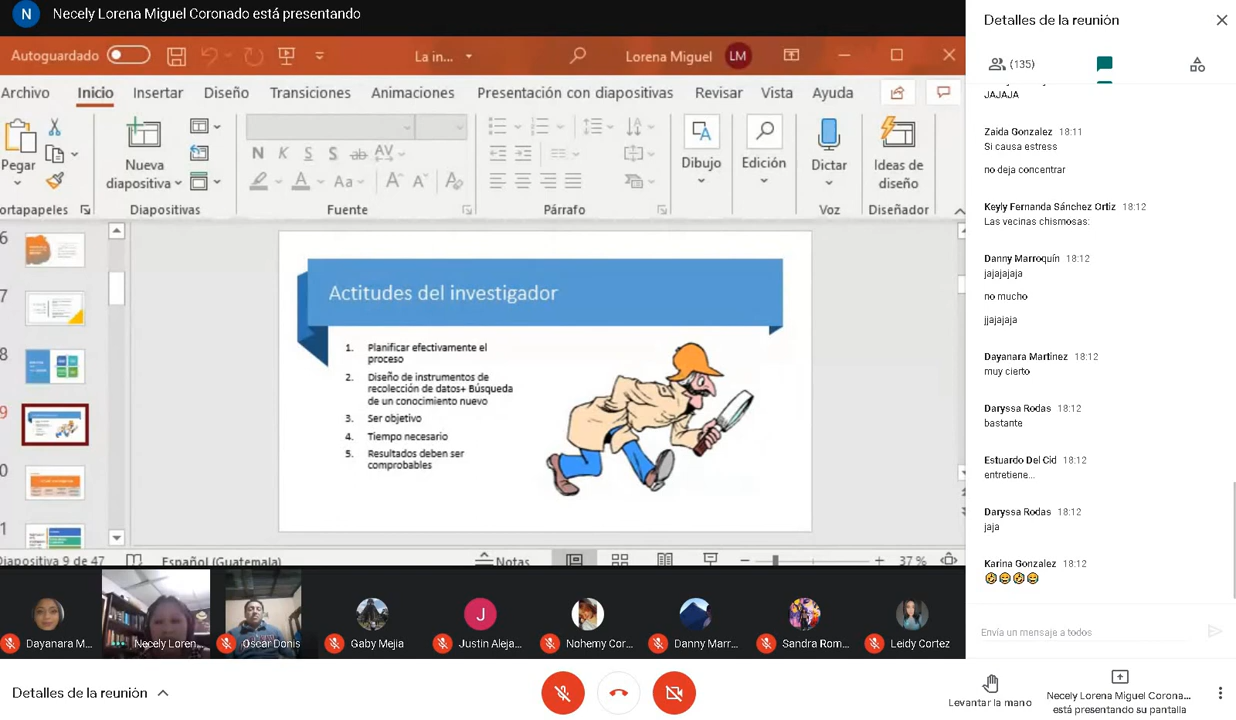 N Necely Lorena Miguel Coronado está presentando
Autoguardado
La in...
Lorena Miguel LM
Archivo Inicio Insertar Diseño Transiciones Animaciones Presentación con diapositivas Revisar Vista Ayuda
Pegar
Nueva
diapositiva
N K S S ab AV
A Aa A A A
Dibujo
Edición
Dictar
Ideas de
diseño
ortapapeles Diapositivas Fuente Párrafo Voz Diseñador
6
7
8
9
0
1
Actitudes del investigador
1. Planificar efectivamente el
proceso
2. Diseño de instrumentos de
recolección de datos+ Búsqueda
de un conocimiento nuevo
3. Ser objetivo
4. Tiempo necesario
5. Resultados deben ser
comprobables
Diapositiva 9 de 47 Español (Guatemala) Notas 37 %
Dayanara M...
Necely Loren...
Oscar Donis
Gaby Mejia
J
Justin Aleja...
Nohemy Cor...
Danny Marr...
Sandra Rom...
Leidy Cortez
Detalles de la reunión
Detalles de la reunión
(135)
JAJAJA
Zaida Gonzalez 18:11
Si causa estress
no deja concentrar
Keyly Fernanda Sánchez Ortiz 18:12
Las vecinas chismosas:
Danny Marroquín 18:12
jajajajaja
no mucho
jjajajaja
Dayanara Martinez 18:12
muy cierto
Daryssa Rodas 18:12
bastante
Estuardo Del Cid 18:12
entretiene...
Daryssa Rodas 18:12
jaja
Karina Gonzalez 18:12
🤣😂🤣😂
Envía un mensaje a todos
Levantar la mano
Necely Lorena Miguel Corona...
está presentando su pantalla